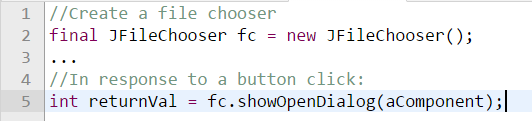 1 //Create a file chooser
2 final JFileChooser fc = new JFileChooser();
3 ...
4 //In response to a button click:
5 int returnVal = fc.showOpenDialog(aComponent);